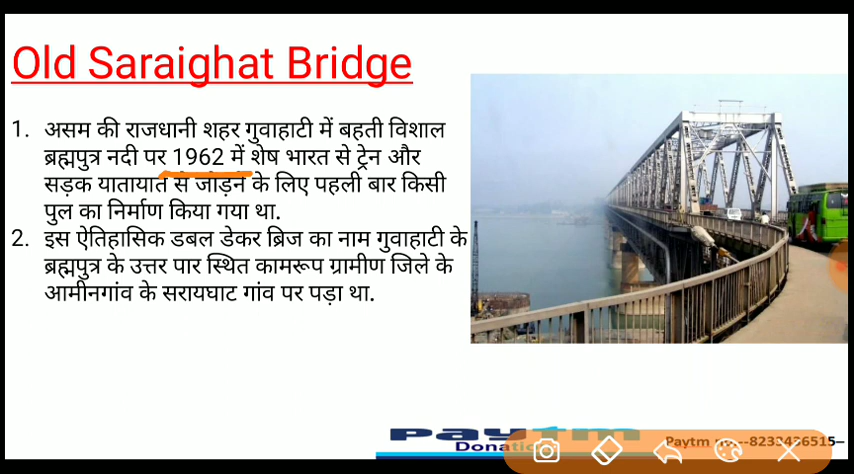 Old Saraighat Bridge
1. असम की राजधानी शहर गुवाहाटी में बहती विशाल
ब्रह्मपुत्र नदी पर 1962 में शेष भारत से ट्रेन और
सड़क यातायात से जोड़ने के लिए पहली बार किसी
पुल का निर्माण किया गया था.
2. इस ऐतिहासिक डबल डेकर ब्रिज का नाम गुवाहाटी के
ब्रह्मपुत्र के उत्तर पार स्थित कामरूप ग्रामीण जिले के
आमीनगांव के सरायघाट गांव पर पड़ा था.
paytm
Paytm